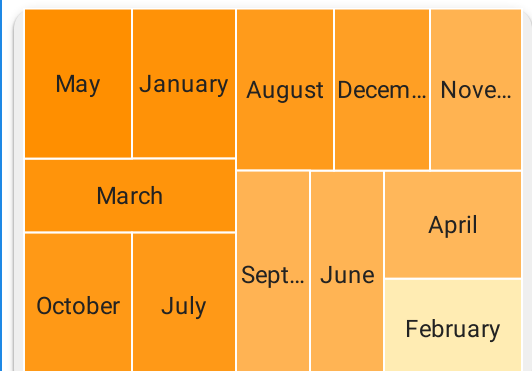 May
January
August
Decem…
Nove…
March
April
Sept…
June
October
July
February